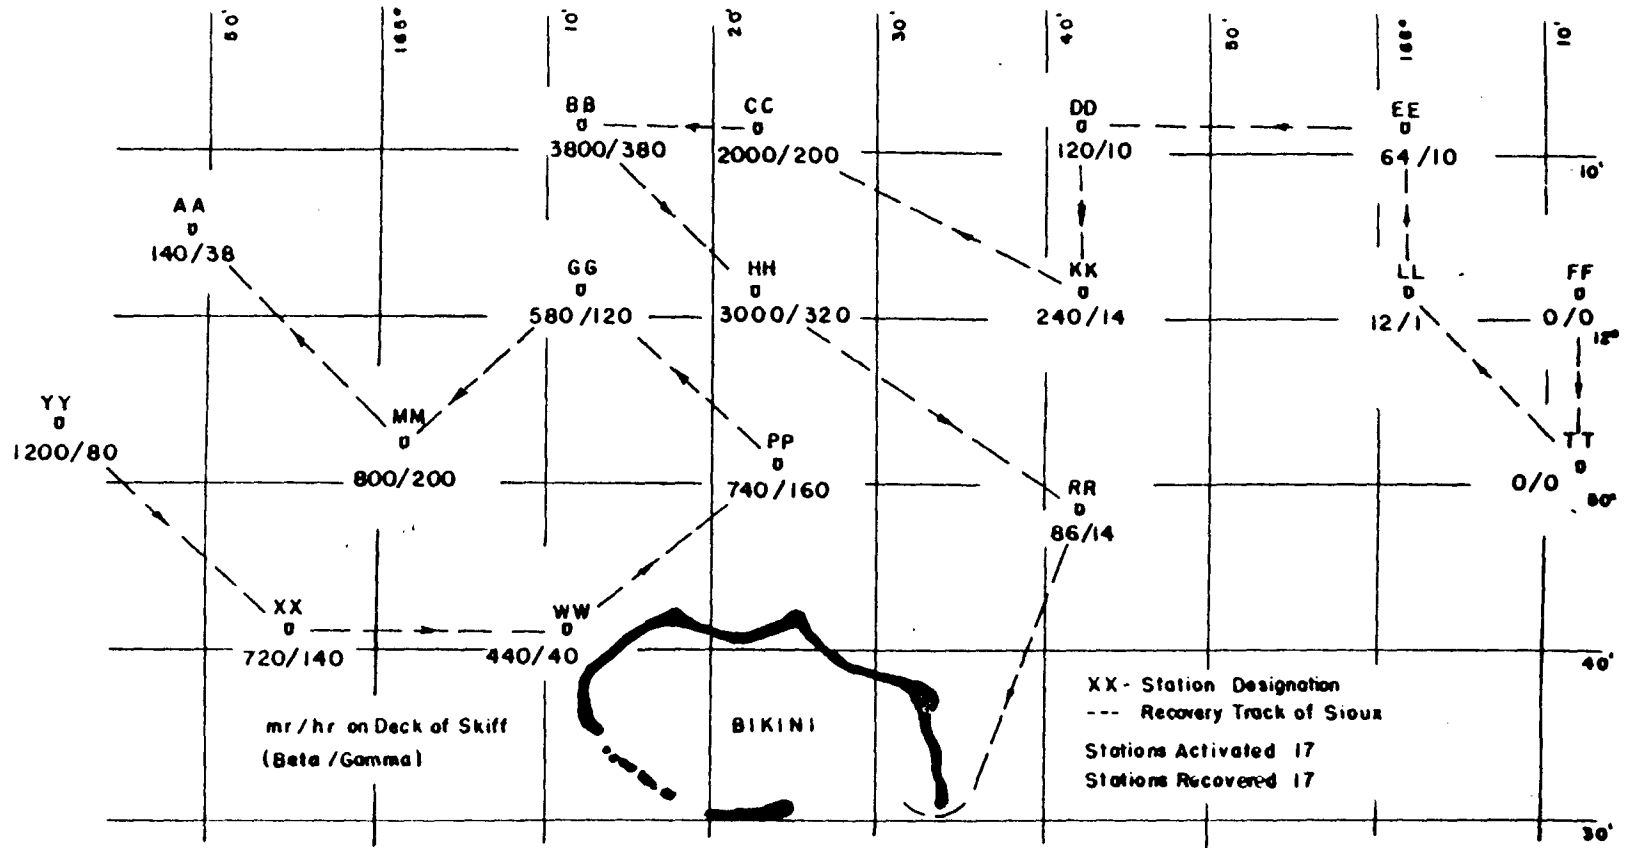 50'
165°
10'
20'
30'
40'
50'
166°
10'
BB
3800/380
CC
2000/200
DD
120/10
EE
64/10
10'
AA
140/38
GG
580/120
HH
3000/320
KK
240/14
LL
12/1
FF
0/0
12°
YY
1200/80
MM
800/200
PP
740/160
RR
86/14
TT
0/0
50'
XX
720/140
WW
440/40
40'
mr/hr on Deck of Skiff
(Beta/Gamma)
BIKINI
XX - Station Designation
--- Recovery Track of Sioux
Stations Activated 17
Stations Recovered 17
30'